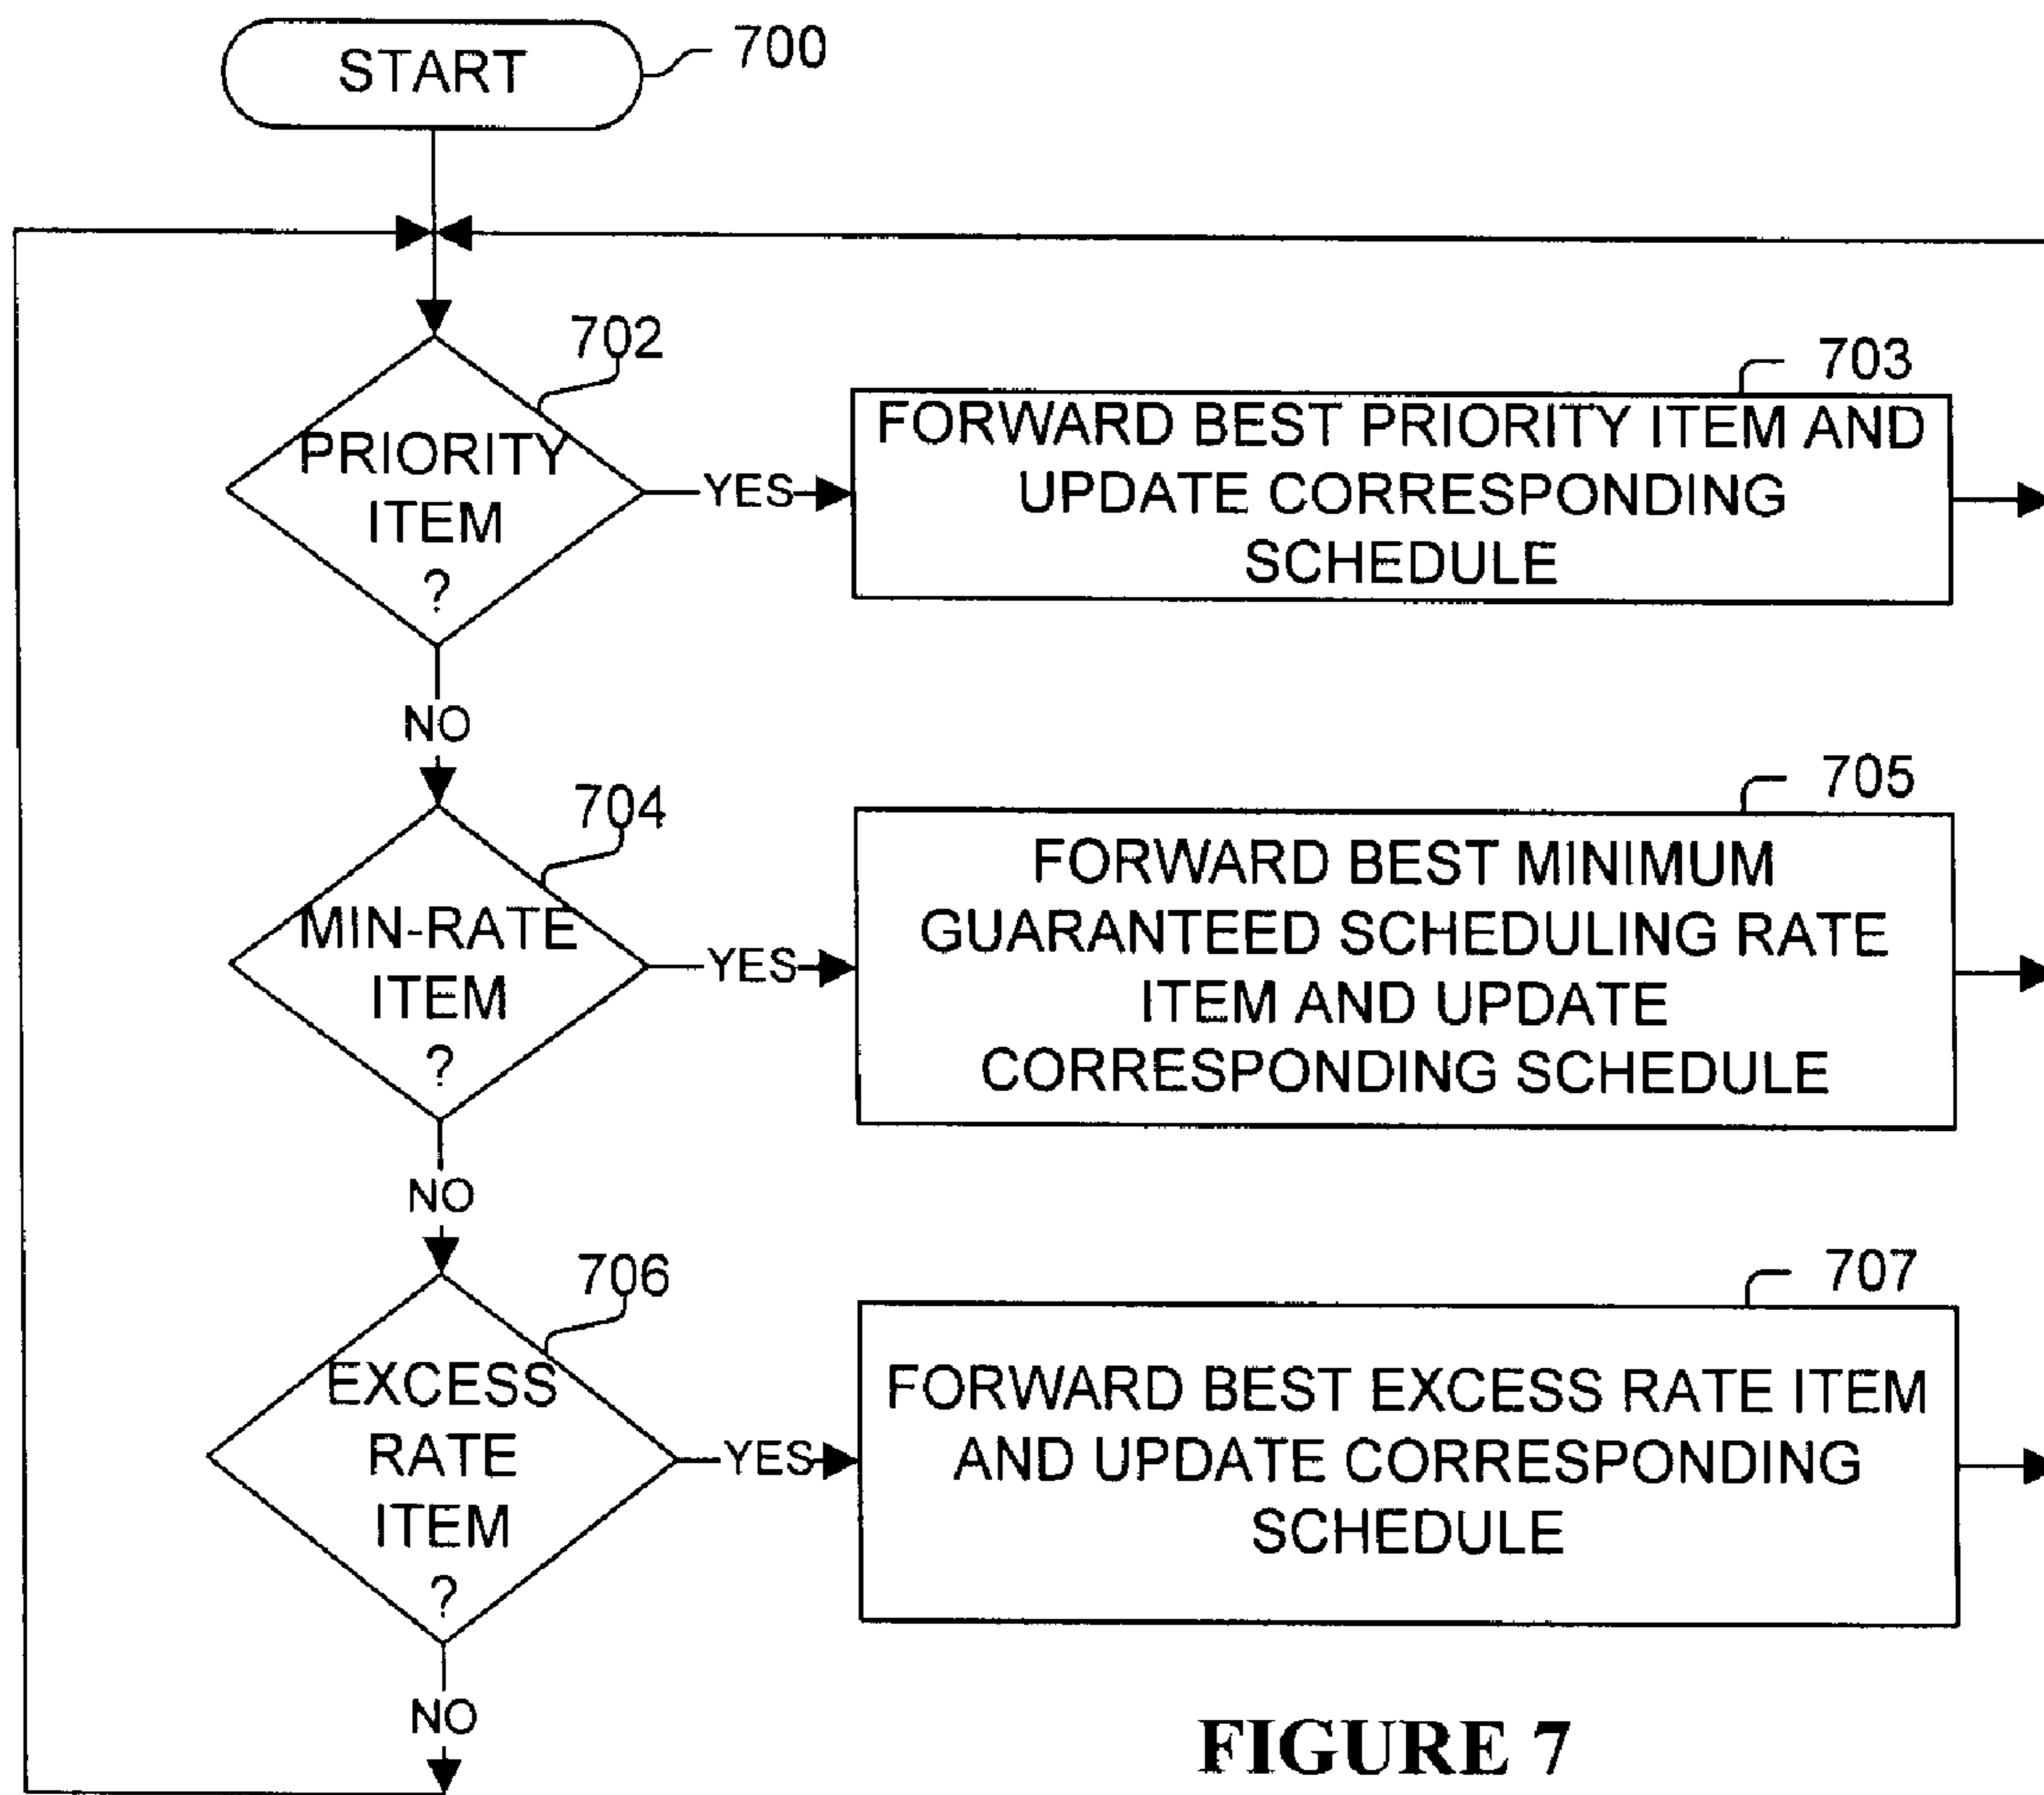 START
700
702
PRIORITY
ITEM
?
YES
703
FORWARD BEST PRIORITY ITEM AND
UPDATE CORRESPONDING
SCHEDULE
NO
704
MIN-RATE
ITEM
?
YES
705
FORWARD BEST MINIMUM
GUARANTEED SCHEDULING RATE
ITEM AND UPDATE
CORRESPONDING SCHEDULE
NO
706
EXCESS
RATE
ITEM
?
YES
707
FORWARD BEST EXCESS RATE ITEM
AND UPDATE CORRESPONDING
SCHEDULE
NO
FIGURE 7